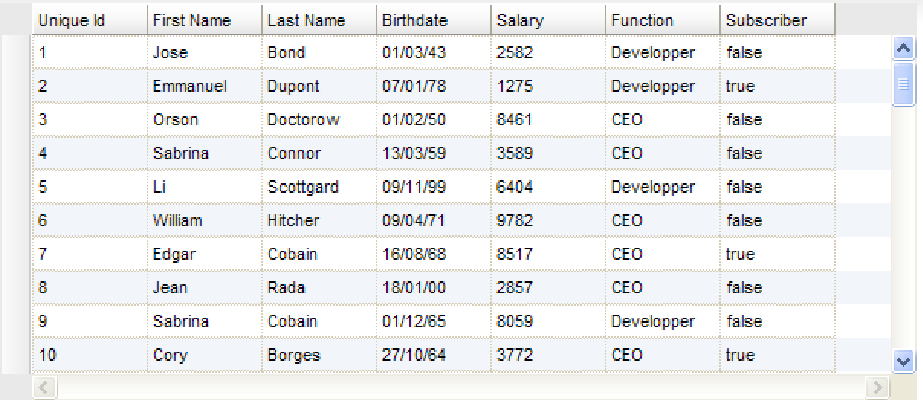 Unique Id First Name Last Name Birthdate Salary Function Subscriber
1 Jose Bond 01/03/43 2582 Developper false
2 Emmanuel Dupont 07/01/78 1275 Developper true
3 Orson Doctorow 01/02/50 8461 CEO false
4 Sabrina Connor 13/03/59 3589 CEO false
5 Li Scottgard 09/11/99 6404 Developper false
6 William Hitcher 09/04/71 9782 CEO false
7 Edgar Cobain 16/08/68 8517 CEO true
8 Jean Rada 18/01/00 2857 CEO false
9 Sabrina Cobain 01/12/65 8059 Developper false
10 Cory Borges 27/10/64 3772 CEO true